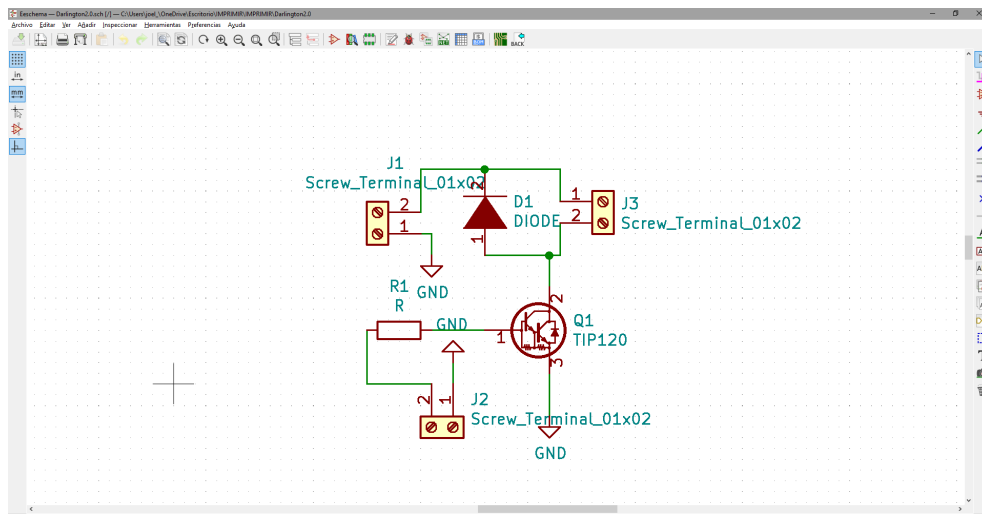 Eeschema — Darlington2.0.sch [/] — C:\Users\joel_\OneDrive\Escritorio\IMPRIMIR\IMPRIMIR\Darlington2.0
Archivo Editar Ver Añadir Inspeccionar Herramientas Preferencias Ayuda
BACK
in
mm
J1
Screw_Terminal_01x02
2
1
GND
2
D1
DIODE
1
1
2
J3
Screw_Terminal_01x02
R1
R
GND
1
2
Q1
TIP120
3
GND
2
1
J2
Screw_Terminal_01x02